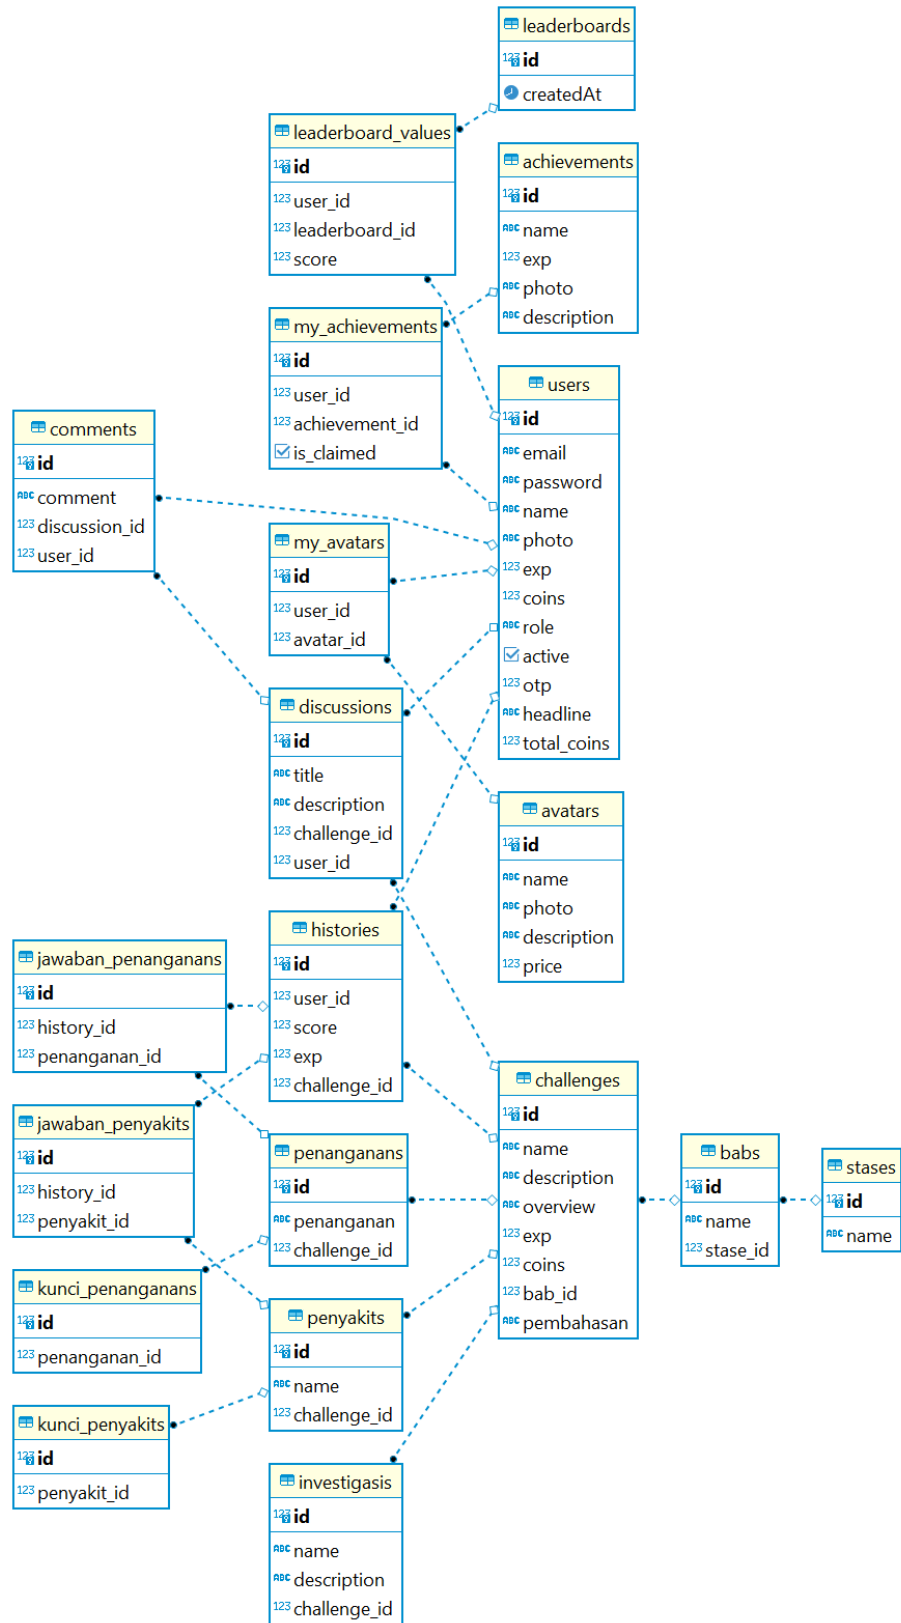 leaderboards
id
createdAt
leaderboard_values
id
user_id
leaderboard_id
score
achievements
id
name
exp
photo
description
my_achievements
id
user_id
achievement_id
is_claimed
users
id
email
password
name
photo
exp
coins
role
active
otp
headline
total_coins
comments
id
comment
discussion_id
user_id
my_avatars
id
user_id
avatar_id
discussions
id
title
description
challenge_id
user_id
avatars
id
name
photo
description
price
histories
id
user_id
score
exp
challenge_id
jawaban_penanganans
id
history_id
penanganan_id
jawaban_penyakits
id
history_id
penyakit_id
penanganans
id
penanganan
challenge_id
challenges
id
name
description
overview
exp
coins
bab_id
pembahasan
babs
id
name
stase_id
stases
id
name
kunci_penanganans
id
penanganan_id
penyakits
id
name
challenge_id
kunci_penyakits
id
penyakit_id
investigasis
id
name
description
challenge_id